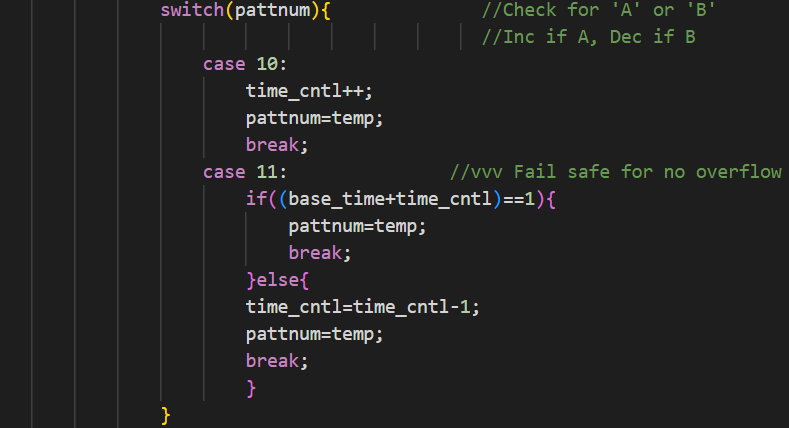 switch(pattnum){ //Check for 'A' or 'B'
//Inc if A, Dec if B
case 10:
time_cntl++;
pattnum=temp;
break;
case 11: //vvv Fail safe for no overflow
if((base_time+time_cntl)==1){
pattnum=temp;
break;
}else{
time_cntl=time_cntl-1;
pattnum=temp;
break;
}
}